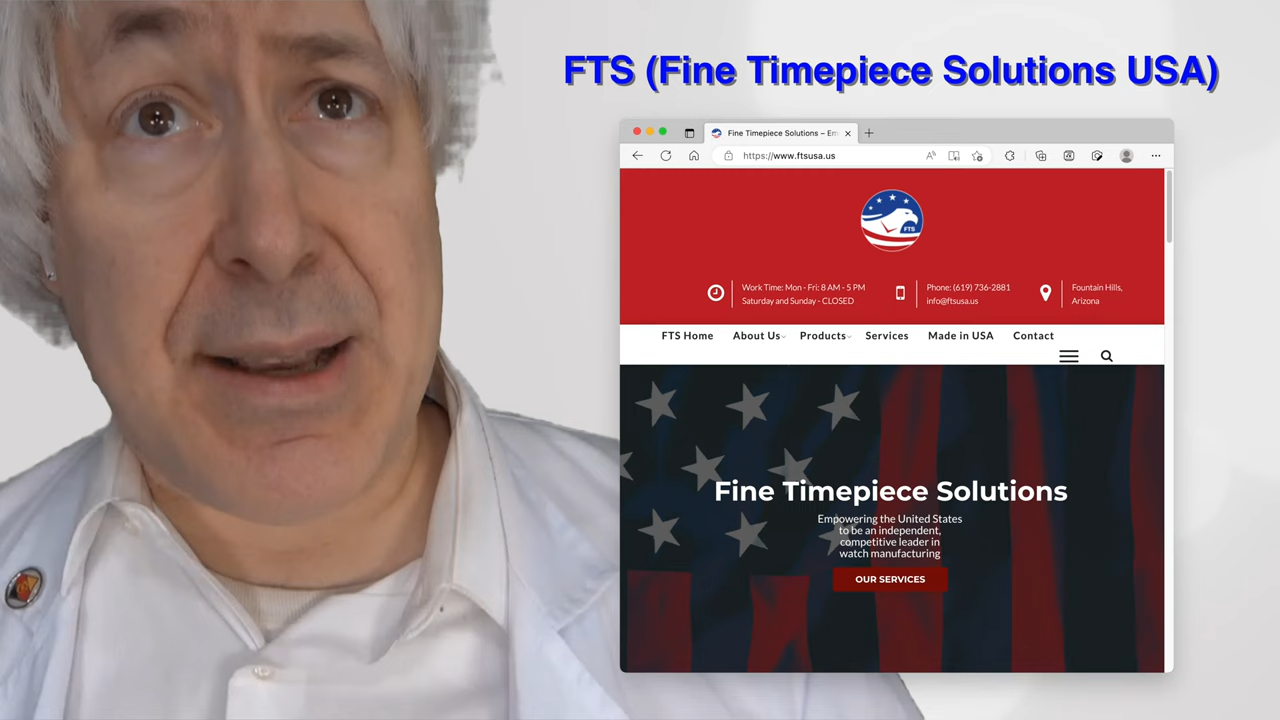 FTS (Fine Timepiece Solutions USA)
Fine Timepiece Solutions – Em
https://www.ftsusa.us
FTS
Work Time: Mon - Fri: 8 AM - 5 PM
Saturday and Sunday - CLOSED
Phone: (619) 736-2881
info@ftsusa.us
Fountain Hills,
Arizona
FTS Home About Us Products Services Made in USA Contact
Fine Timepiece Solutions
Empowering the United States
to be an independent,
competitive leader in
watch manufacturing
OUR SERVICES